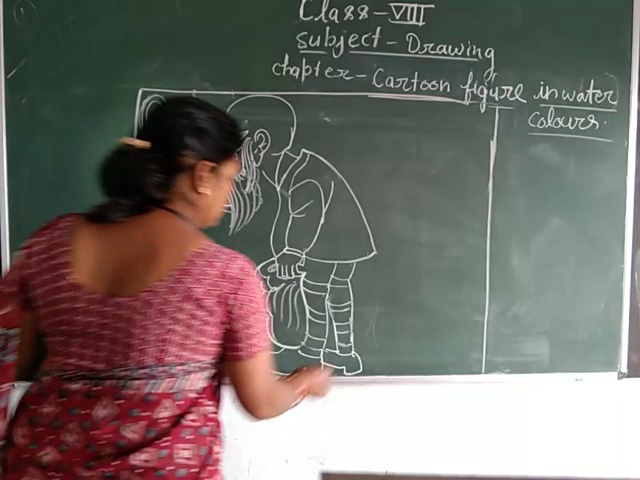 Class-VIII
subject - Drawing
chapter - Cartoon figure in water
Colours.